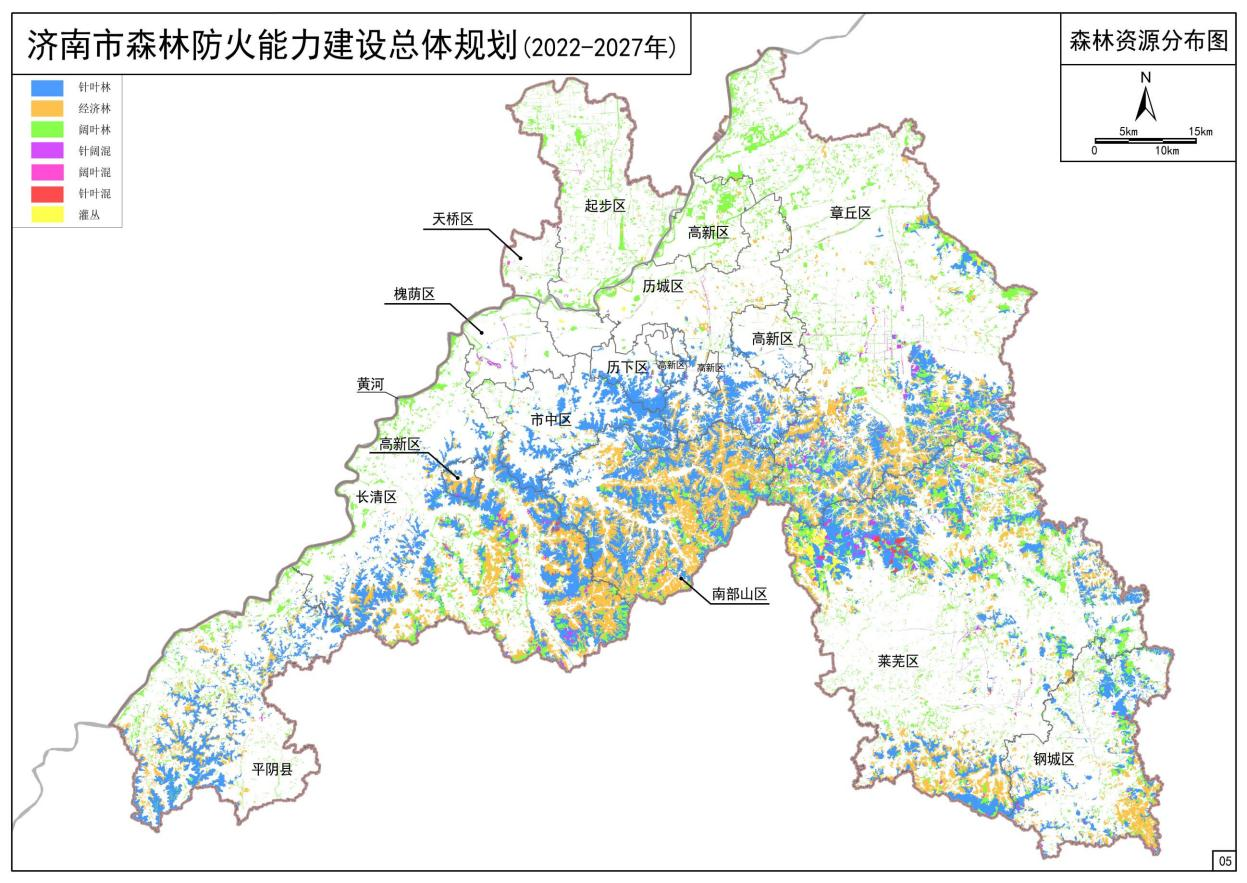 济南市森林防火能力建设总体规划(2022-2027年)
森林资源分布图
N
5km 15km
0 10km
针叶林
经济林
阔叶林
针阔混
阔叶混
针叶混
灌丛
起步区
天桥区
高新区
章丘区
历城区
槐荫区
高新区
历下区
高新区
高新区
黄河
市中区
高新区
长清区
南部山区
莱芜区
钢城区
平阴县
05